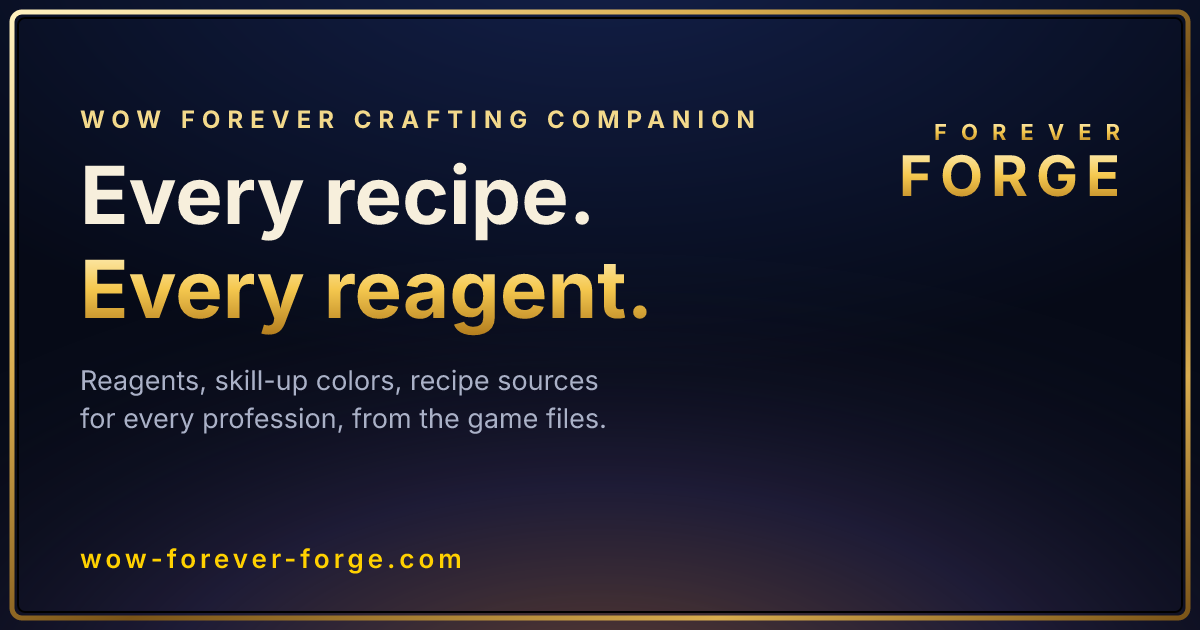 WOW FOREVER CRAFTING COMPANION
Every recipe.
Every reagent.
Reagents, skill-up colors, recipe sources
for every profession, from the game files.
wow-forever-forge.com
FOREVER
FORGE